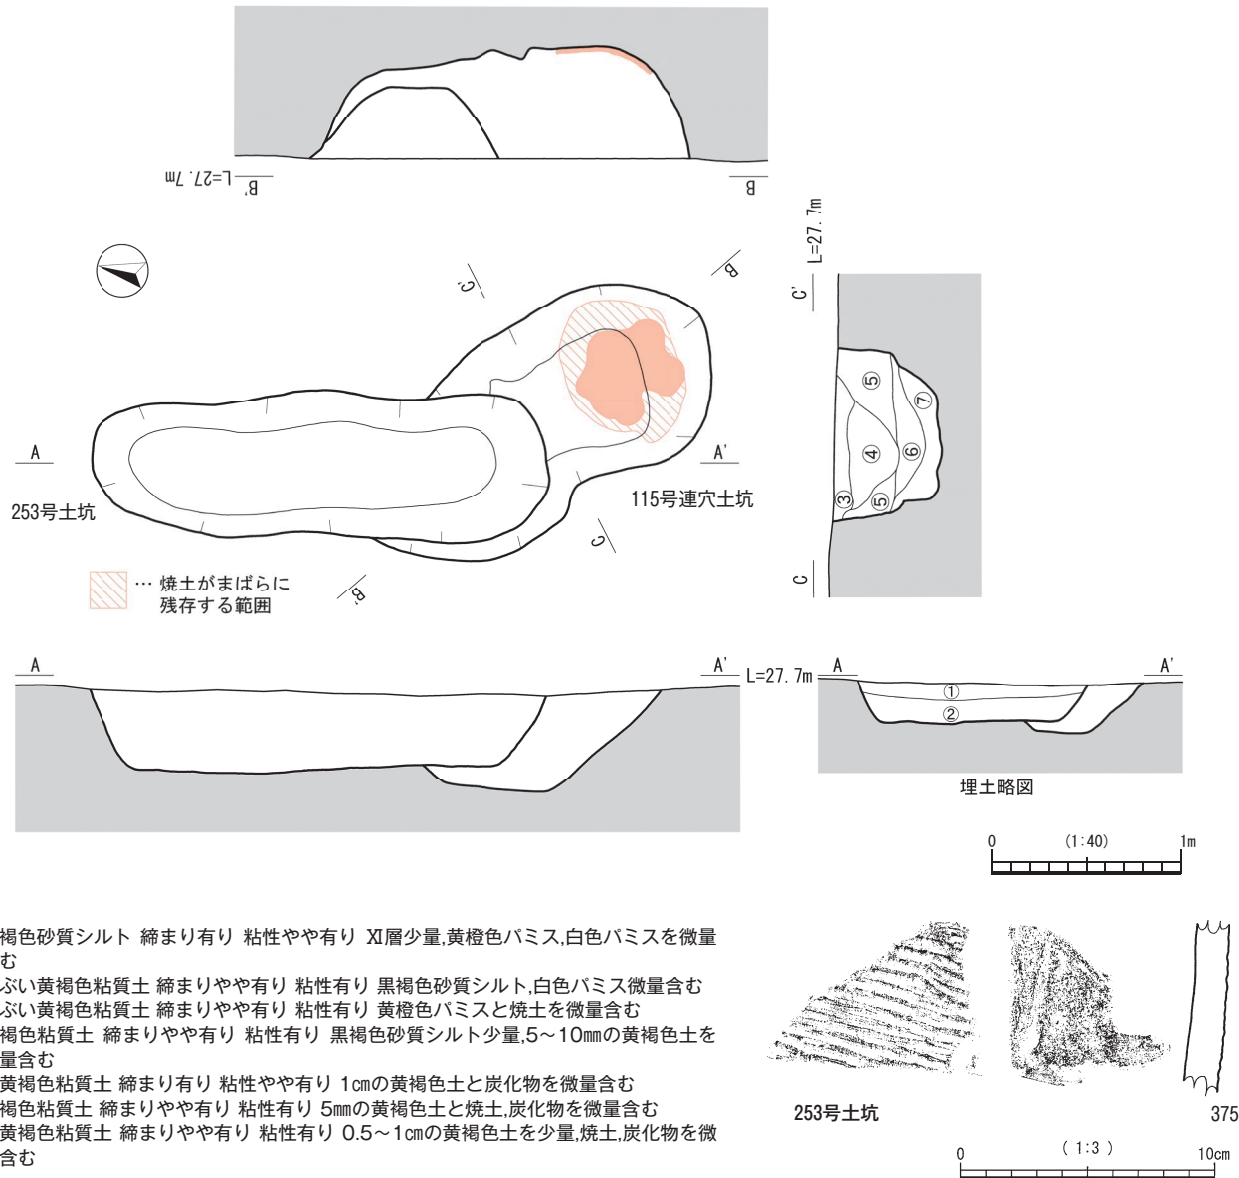 L=27.7m
B'
B
L=27.7m
C'
C
B
C'
A
A'
253号土坑
115号連穴土坑
C
B'
… 焼土がまばらに
残存する範囲
⑤
⑦
④
⑥
③
⑤
A
A'
L=27.7m
A
A'
①
②
埋土略図
0
(1:40)
1m
褐色砂質シルト 締まり有り 粘性やや有り Ⅺ層少量,黄橙色パミス,白色パミスを微量
む
ぶい黄褐色粘質土 締まりやや有り 粘性有り 黒褐色砂質シルト,白色パミス微量含む
ぶい黄褐色粘質土 締まりやや有り 粘性有り 黄橙色パミスと焼土を微量含む
褐色粘質土 締まりやや有り 粘性有り 黒褐色砂質シルト少量,5〜10㎜の黄褐色土を
量含む
黄褐色粘質土 締まり有り 粘性やや有り 1㎝の黄褐色土と炭化物を微量含む
褐色粘質土 締まりやや有り 粘性有り 5㎜の黄褐色土と焼土,炭化物を微量含む
黄褐色粘質土 締まりやや有り 粘性有り 0.5〜1㎝の黄褐色土を少量,焼土,炭化物を微
含む
253号土坑
375
0
(1:3)
10cm